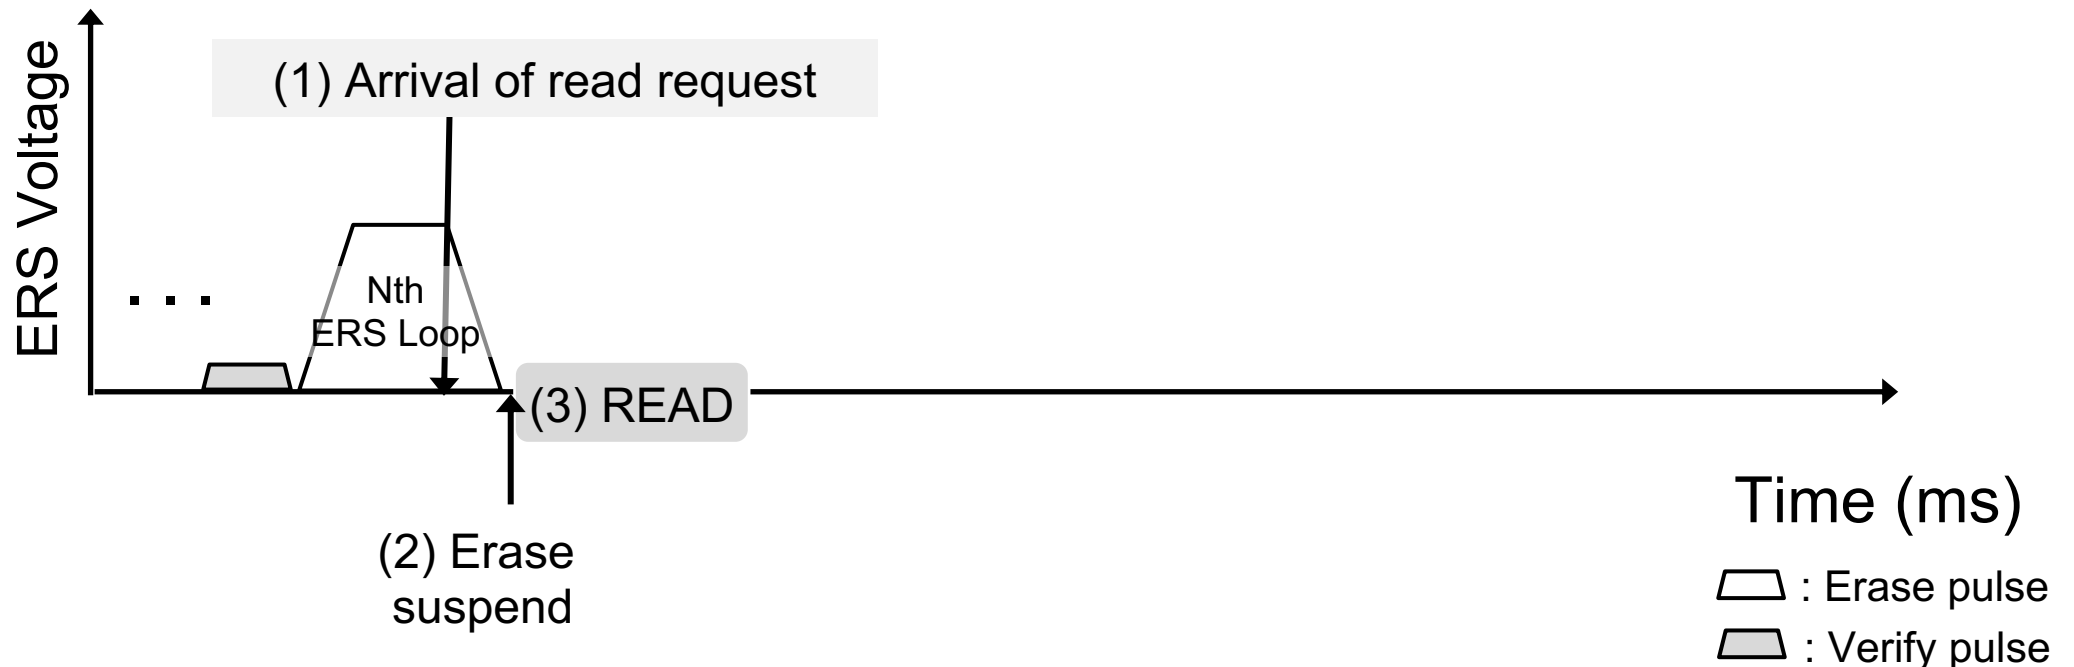 ERS Voltage
(1) Arrival of read request
. . .
Nth
ERS Loop
(3) READ
(2) Erase
suspend
Time (ms)
: Erase pulse
: Verify pulse